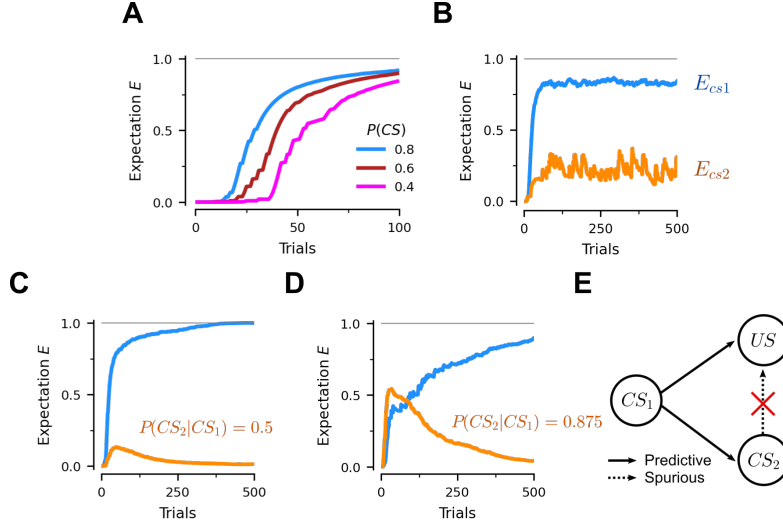 A
Expectation E
1.0
0.5
0.0
P(CS)
0.8
0.6
0.4
0
50
100
Trials
B
Expectation E
1.0
0.5
0.0
E_cs1
E_cs2
0
250
500
Trials
C
Expectation E
1.0
0.5
0.0
P(CS₂|CS₁) = 0.5
0
500
Trials
D
Expectation E
1.0
0.5
0.0
P(CS₂|CS₁) = 0.875
0
500
Trials
E
US
CS₁
CS₂
Predictive
Spurious